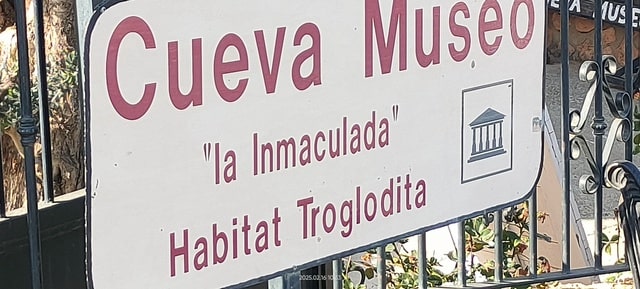 Cueva Museo
"la Inmaculada"
Habitat Troglodita